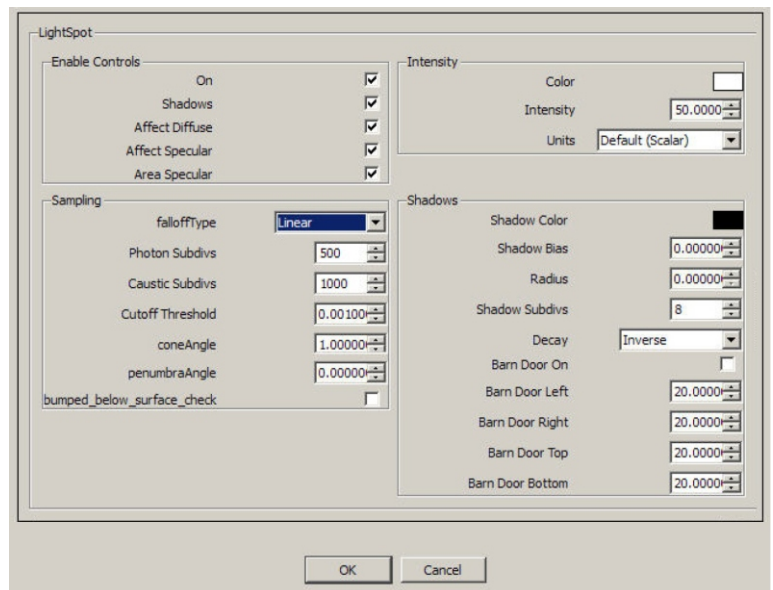 LightSpot
Enable Controls
On
Shadows
Affect Diffuse
Affect Specular
Area Specular
Intensity
Color
Intensity 50.0000
Units Default (Scalar)
Sampling
falloffType Linear
Photon Subdivs 500
Caustic Subdivs 1000
Cutoff Threshold 0.00100
coneAngle 1.00000
penumbraAngle 0.00000
bumped_below_surface_check
Shadows
Shadow Color
Shadow Bias 0.00000
Radius 0.00000
Shadow Subdivs 8
Decay Inverse
Barn Door On
Barn Door Left 20.0000
Barn Door Right 20.0000
Barn Door Top 20.0000
Barn Door Bottom 20.0000
OK Cancel